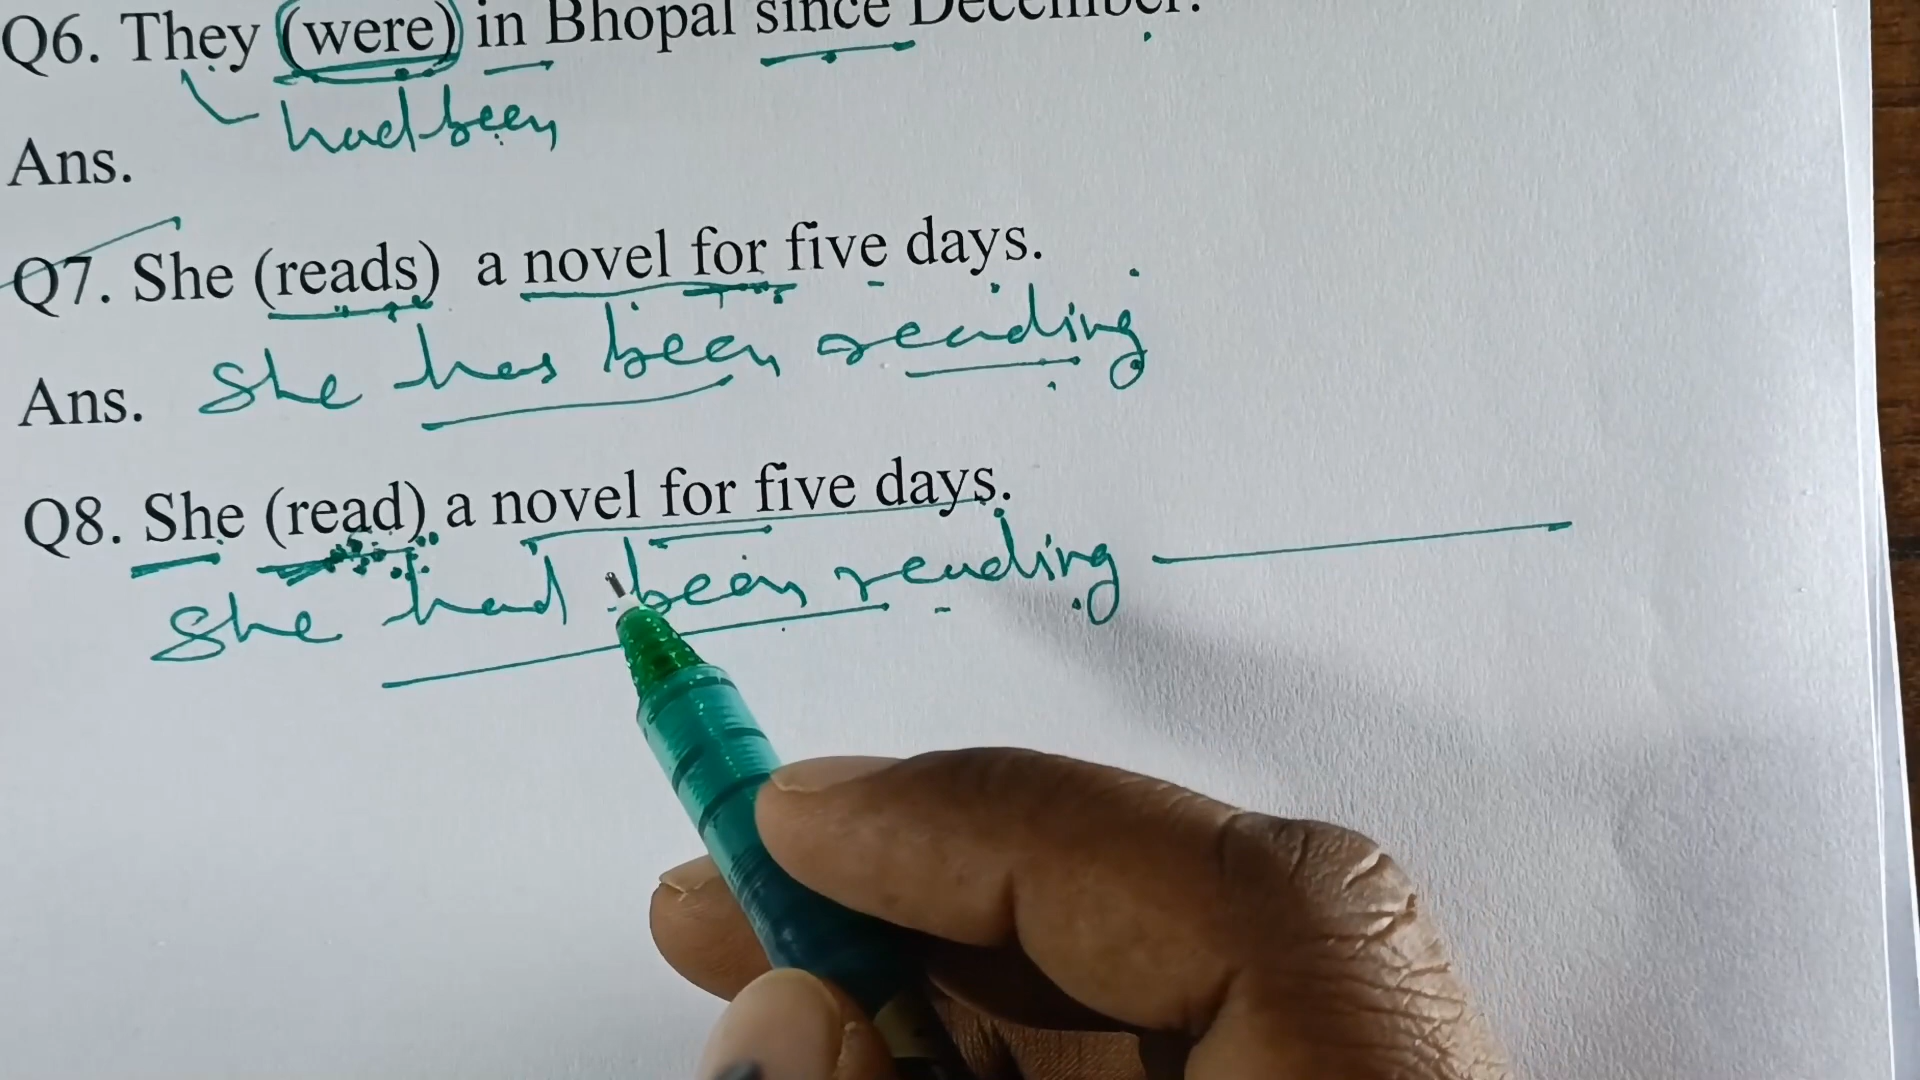 Q6. They (were) in Bhopal since December.
had been
Ans.
Q7. She (reads) a novel for five days.
Ans. She has been reading
Q8. She (read) a novel for five days.
She had been reading